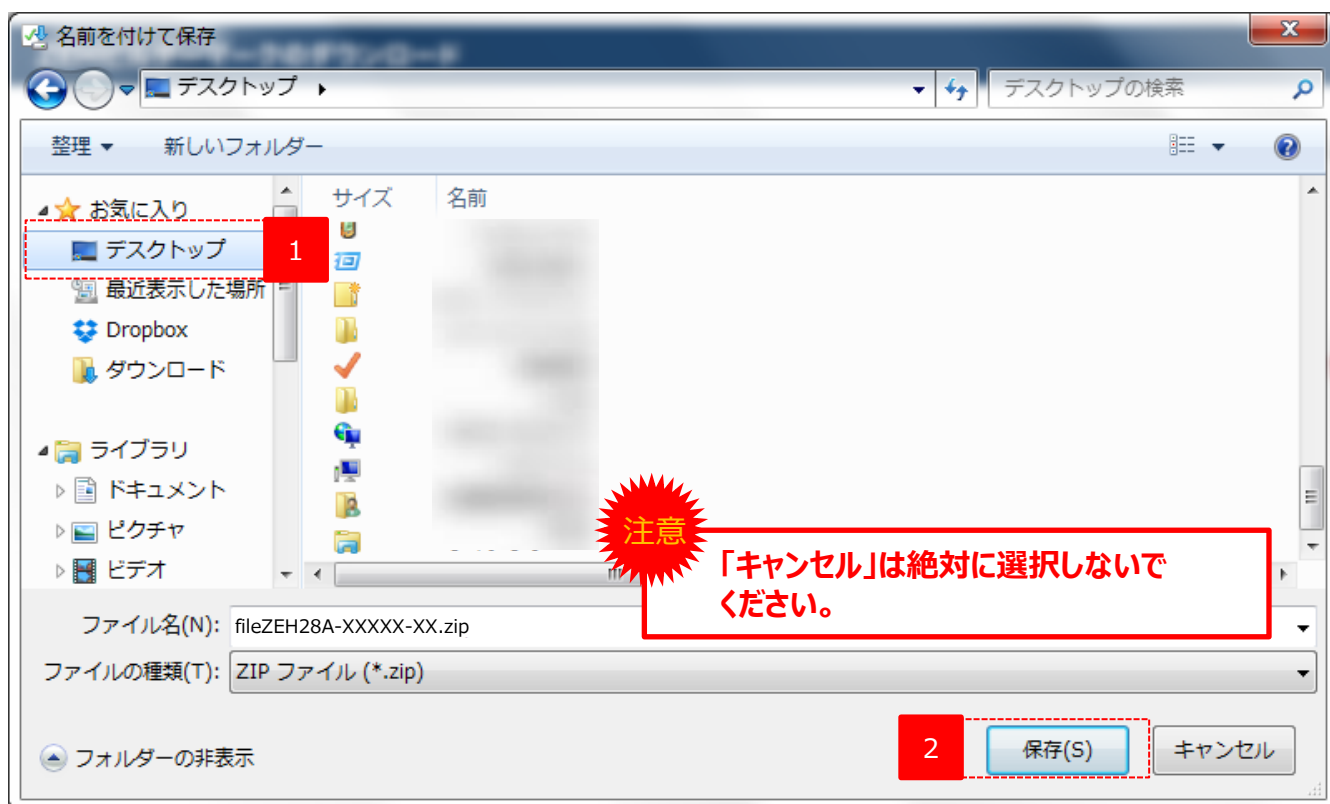 名前を付けて保存
デスクトップ
デスクトップの検索
整理
新しいフォルダー
お気に入り
デスクトップ
1
最近表示した場所
Dropbox
ダウンロード
ライブラリ
ドキュメント
ピクチャ
ビデオ
サイズ
名前
注意
「キャンセル」は絶対に選択しないで
ください。
ファイル名(N):
fileZEH28A-XXXXX-XX.zip
ファイルの種類(T):
ZIP ファイル (*.zip)
フォルダーの非表示
2
保存(S)
キャンセル